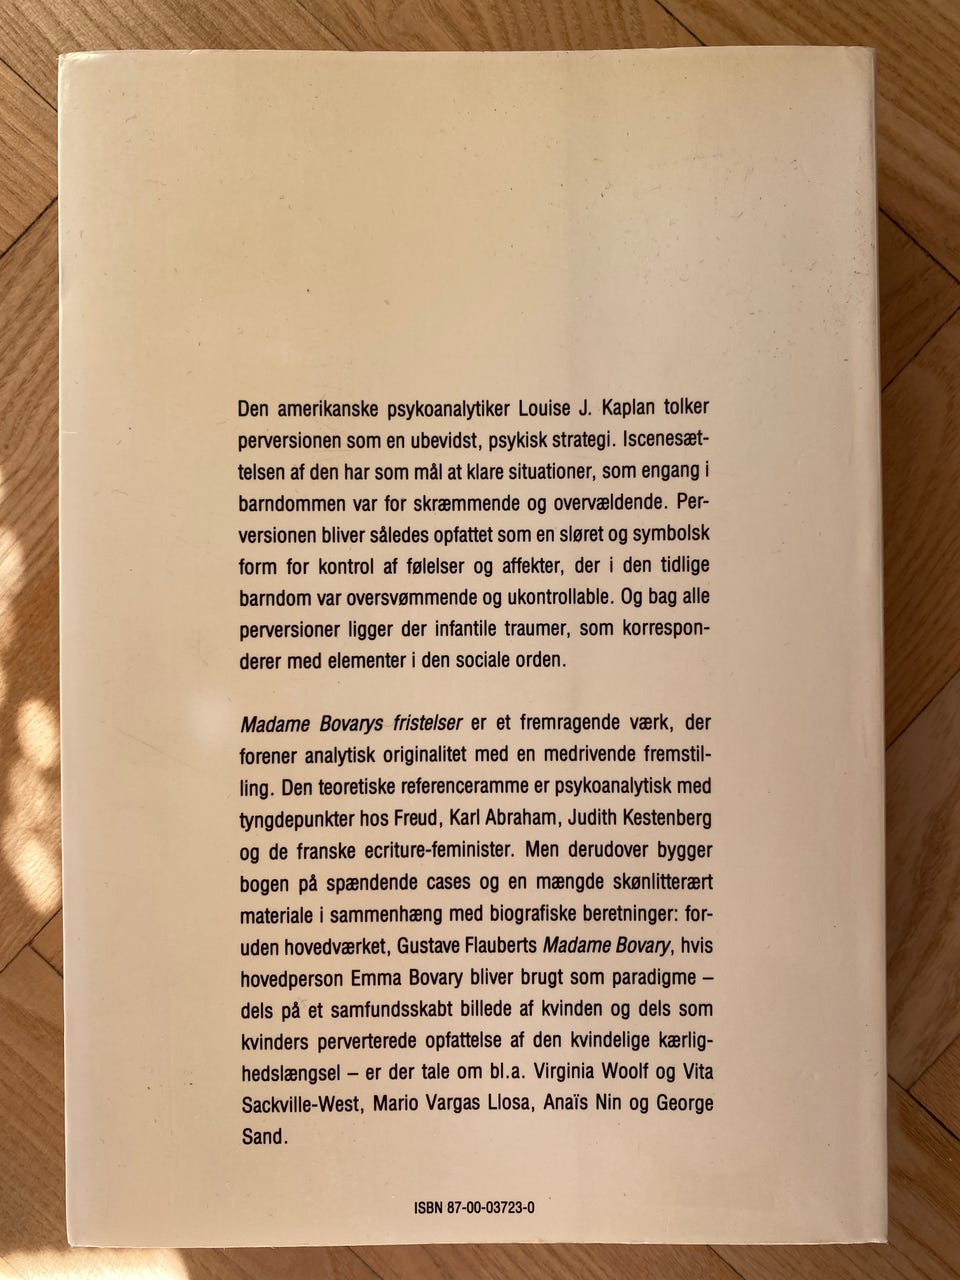 Den amerikanske psykoanalytiker Louise J. Kaplan tolker
perversionen som en ubevidst, psykisk strategi. Iscenesæt-
telsen af den har som mål at klare situationer, som engang i
barndommen var for skræmmende og overvældende. Per-
versionen bliver således opfattet som en sløret og symbolsk
form for kontrol af følelser og affekter, der i den tidlige
barndom var oversvømmende og ukontrollable. Og bag alle
perversioner ligger der infantile traumer, som korrespon-
derer med elementer i den sociale orden.
Madame Bovarys fristelser er et fremragende værk, der
forener analytisk originalitet med en medrivende fremstil-
ling. Den teoretiske referenceramme er psykoanalytisk med
tyngdepunkter hos Freud, Karl Abraham, Judith Kestenberg
og de franske ecriture-feminister. Men derudover bygger
bogen på spændende cases og en mængde skønlitterært
materiale i sammenhæng med biografiske beretninger: for-
uden hovedværket, Gustave Flauberts Madame Bovary, hvis
hovedperson Emma Bovary bliver brugt som paradigme –
dels på et samfundsskabt billede af kvinden og dels som
kvinders perverterede opfattelse af den kvindelige kærlig-
hedslængsel – er der tale om bl.a. Virginia Woolf og Vita
Sackville-West, Mario Vargas Llosa, Anaïs Nin og George
Sand.
ISBN 87-00-03723-0